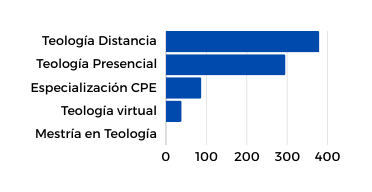 Teología Distancia
Teología Presencial
Especialización CPE
Teología virtual
Mestría en Teología
0 100 200 300 400